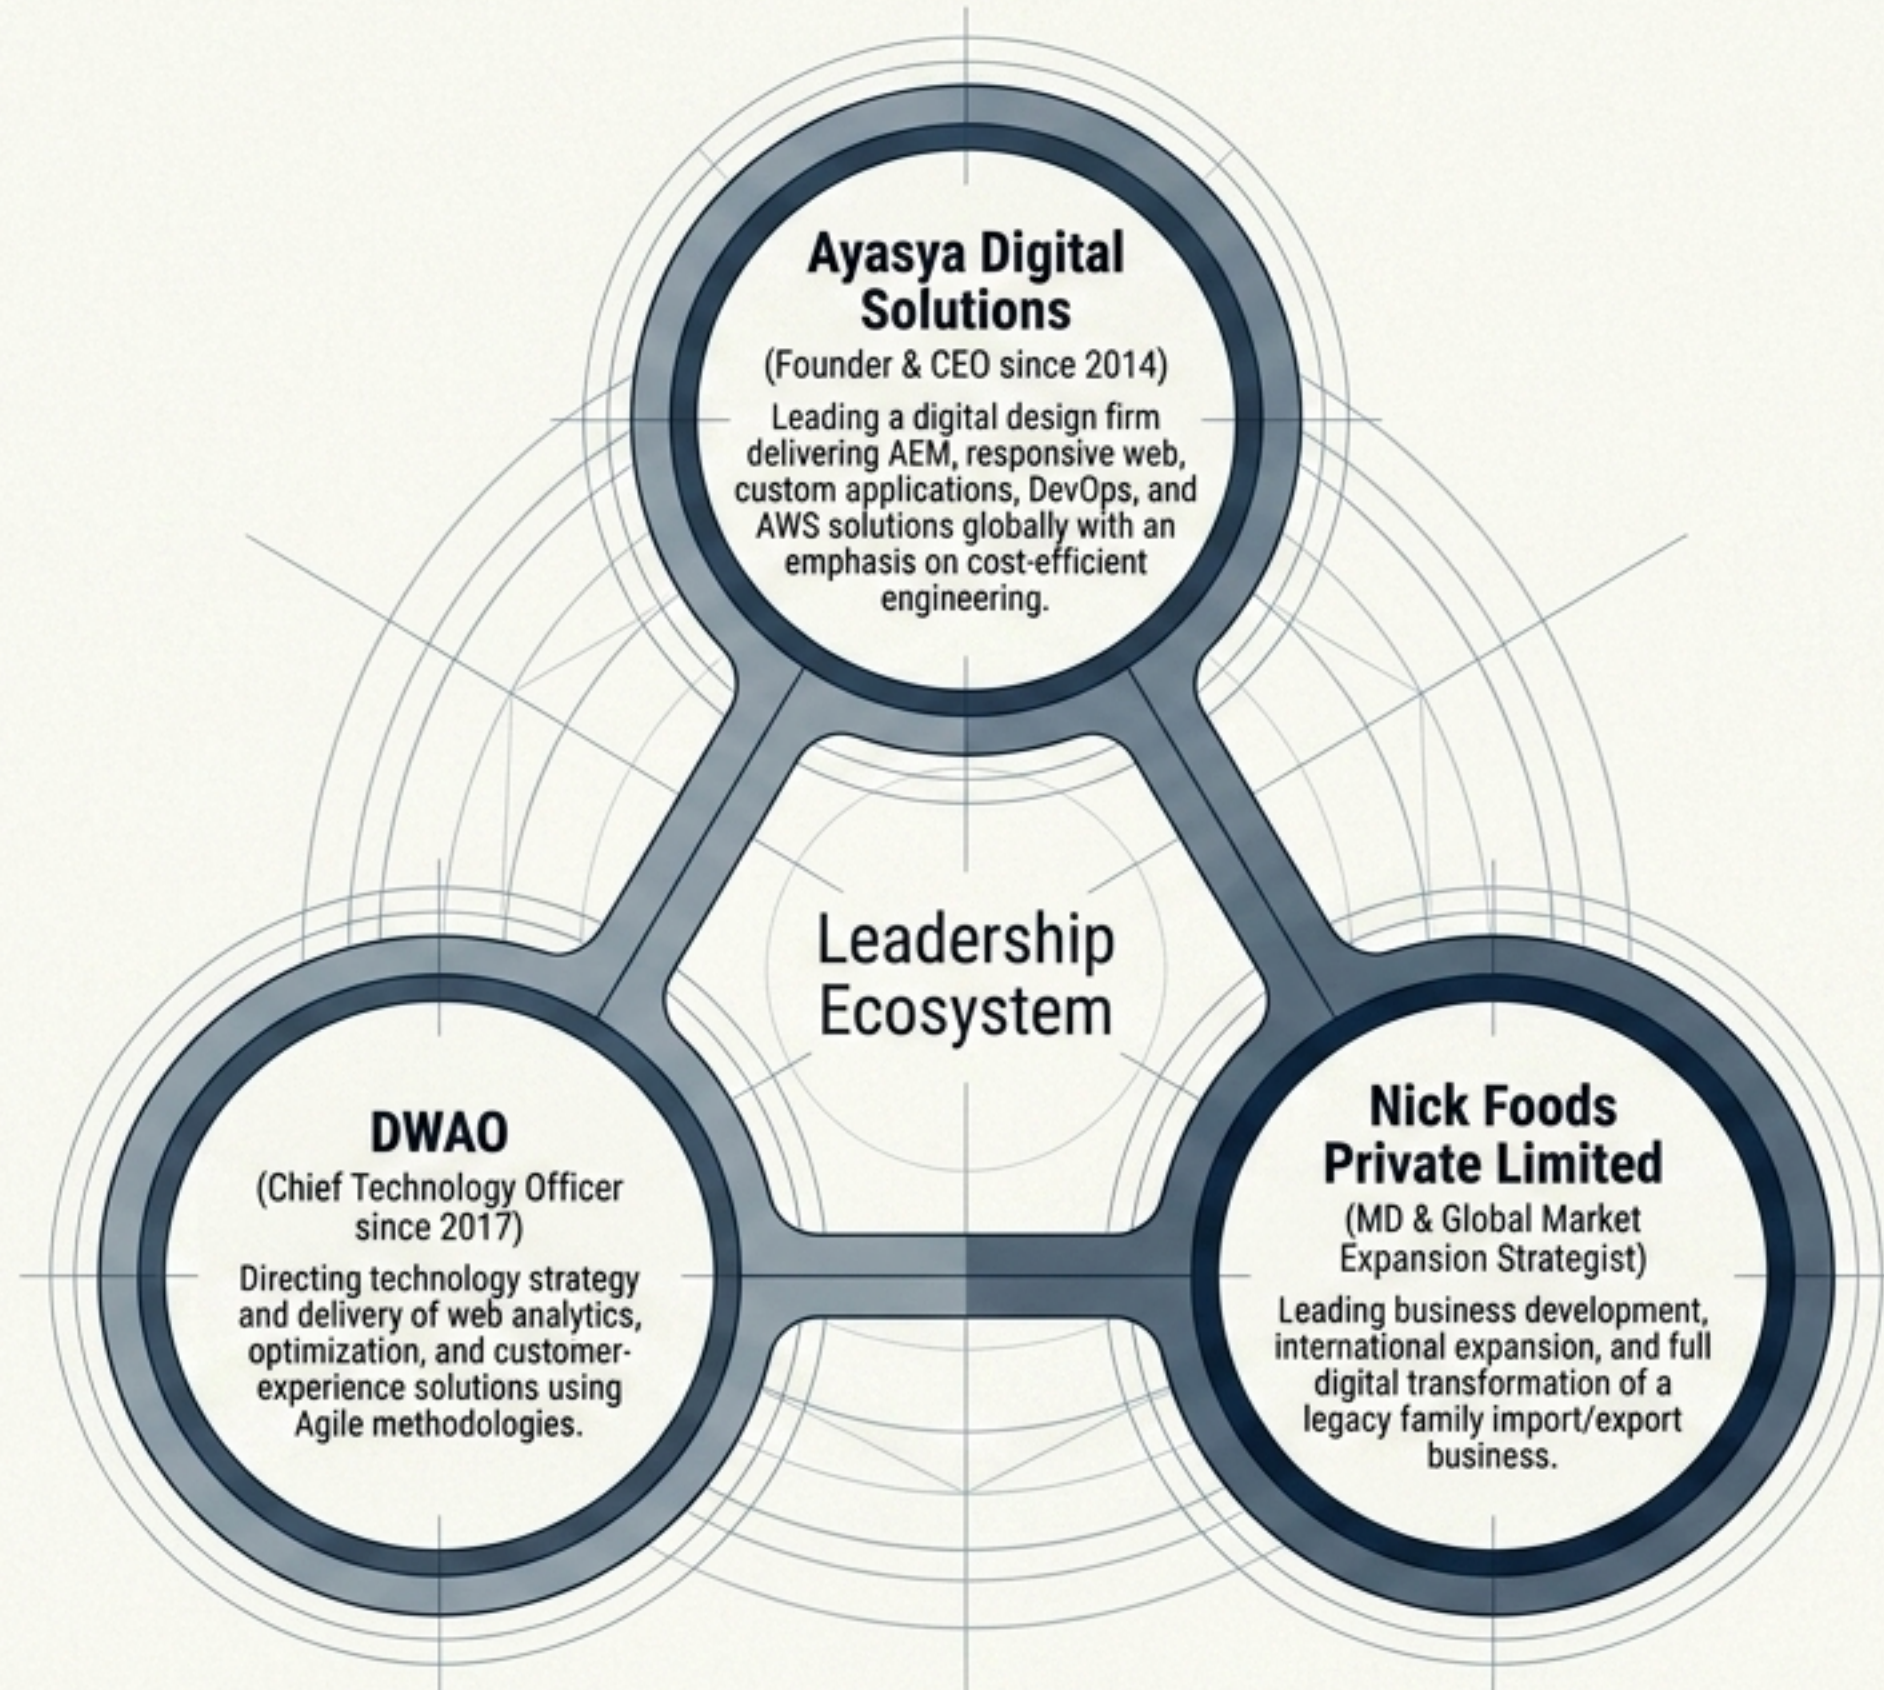 Ayasya Digital
Solutions
(Founder & CEO since 2014)
Leading a digital design firm
delivering AEM, responsive web,
custom applications, DevOps, and
AWS solutions globally with an
emphasis on cost-efficient
engineering.
Leadership
Ecosystem
DWAO
(Chief Technology Officer
since 2017)
Directing technology strategy
and delivery of web analytics,
optimization, and customer-
experience solutions using
Agile methodologies.
Nick Foods
Private Limited
(MD & Global Market
Expansion Strategist)
Leading business development,
international expansion, and full
digital transformation of a
legacy family import/export
business.